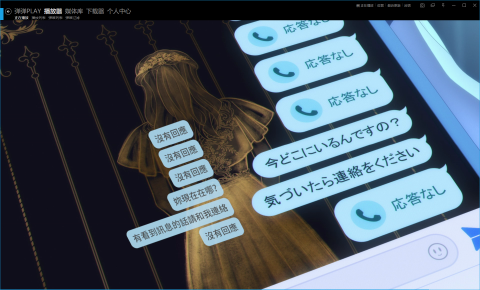 弹弹PLAY 播放器 媒体库 下载器 个人中心
応答なし
応答なし
応答なし
今どこにいるんですの？
気づいたら連絡をください
応答なし
沒有回應
沒有回應
沒有回應
妳現在在哪?
有看到訊息的話請和我連絡
沒有回應